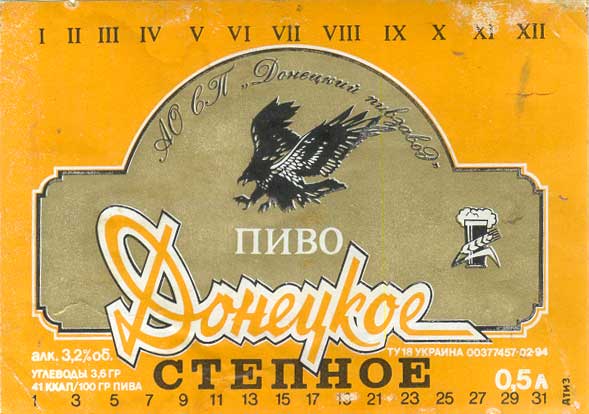 I II III IV V VI VII VIII IX X XI XII
АО СП „Донецкий пивзавод"
ПИВО
Донецкое
алк. 3,2%об.
УГЛЕВОДЫ 3,6 ГР
41 ККАЛ/100 ГР ПИВА
ТУ 18 УКРАИНА 00377457-02-94
СТЕПНОЕ
0,5 Л
1 3 5 7 9 11 13 15 17 19 21 23 25 27 29 31
АТИЗ